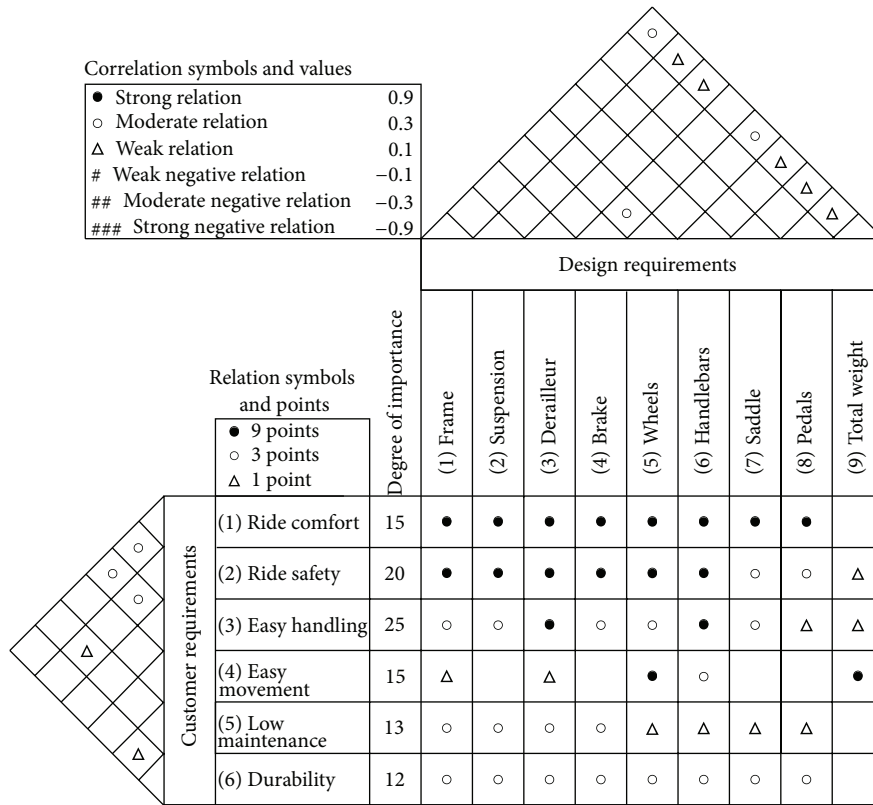 Correlation symbols and values
● Strong relation 0.9
○ Moderate relation 0.3
△ Weak relation 0.1
# Weak negative relation −0.1
## Moderate negative relation −0.3
### Strong negative relation −0.9
Design requirements
Relation symbols
and points
● 9 points
○ 3 points
△ 1 point
Degree of importance
(1) Frame
(2) Suspension
(3) Derailleur
(4) Brake
(5) Wheels
(6) Handlebars
(7) Saddle
(8) Pedals
(9) Total weight
Customer requirements
(1) Ride comfort 15 ● ● ● ● ● ● ● ●
(2) Ride safety 20 ● ● ● ● ● ● ○ ○ △
(3) Easy handling 25 ○ ○ ● ○ ○ ● ○ △ △
(4) Easy
movement 15 △ △ ● ○ ●
(5) Low
maintenance 13 ○ ○ ○ ○ △ △ △ △
(6) Durability 12 ○ ○ ○ ○ ○ ○ ○ ○